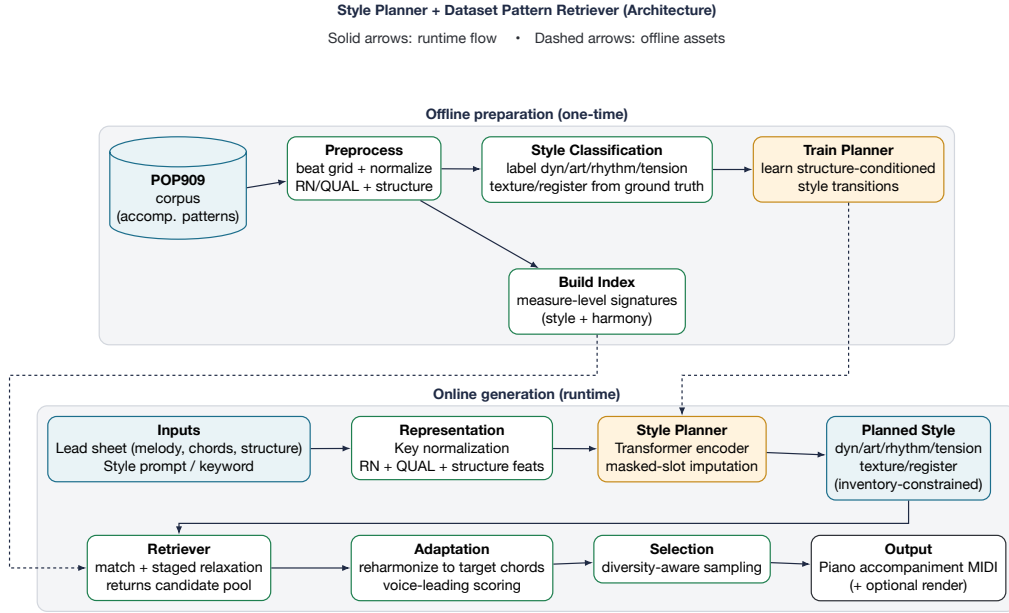 Style Planner + Dataset Pattern Retriever (Architecture)
Solid arrows: runtime flow • Dashed arrows: offline assets
Offline preparation (one-time)
POP909
corpus
(accomp. patterns)
Preprocess
beat grid + normalize
RN/QUAL + structure
Style Classification
label dyn/art/rhythm/tension
texture/register from ground truth
Train Planner
learn structure-conditioned
style transitions
Build Index
measure-level signatures
(style + harmony)
Online generation (runtime)
Inputs
Lead sheet (melody, chords, structure)
Style prompt / keyword
Representation
Key normalization
RN + QUAL + structure feats
Style Planner
Transformer encoder
masked-slot imputation
Planned Style
dyn/art/rhythm/tension
texture/register
(inventory-constrained)
Retriever
match + staged relaxation
returns candidate pool
Adaptation
reharmonize to target chords
voice-leading scoring
Selection
diversity-aware sampling
Output
Piano accompaniment MIDI
(+ optional render)